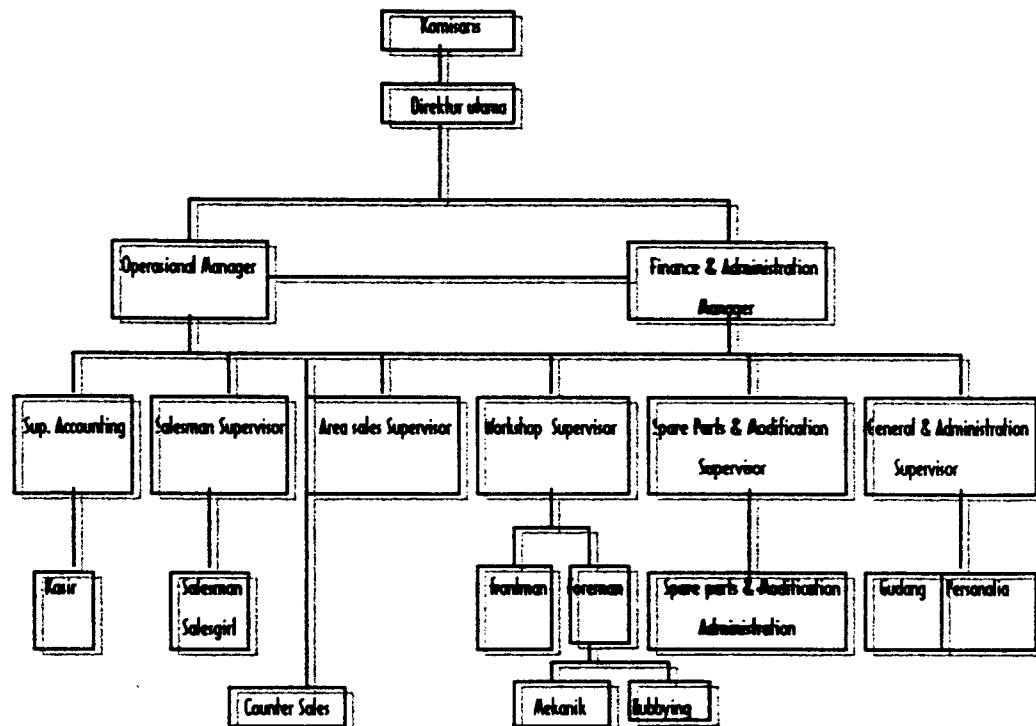 Komisaris
Direktur utama
Operasional Manager
Finance & Administration
Manager
Sup. Accounting
Salesman Supervisor
Area sales Supervisor
Workshop Supervisor
Spare Parts & Modification
Supervisor
General & Administration
Supervisor
Kasir
Salesman
Salesgirl
frontman
Foreman
Spare parts & Modification
Administration
Gudang
Personalia
Counter Sales
Mekanik